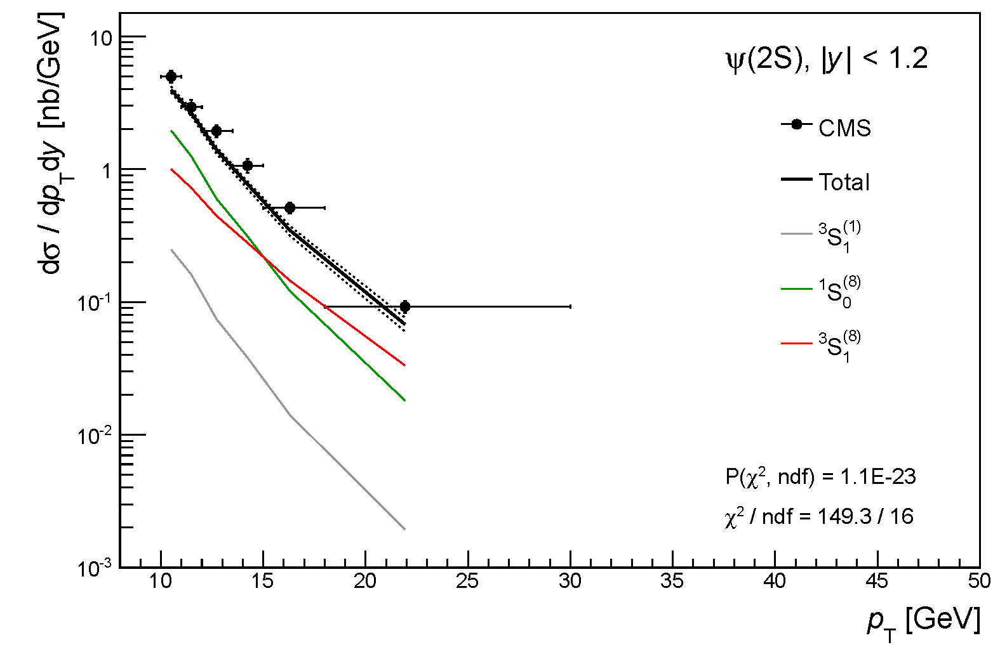 dσ / dp_T dy [nb/GeV]
10
1
10⁻¹
10⁻²
10⁻³
ψ(2S), |y| < 1.2
CMS
Total
³S₁⁽¹⁾
¹S₀⁽⁸⁾
³S₁⁽⁸⁾
P(χ², ndf) = 1.1E-23
χ² / ndf = 149.3 / 16
10 15 20 25 30 35 40 45 50
p_T [GeV]